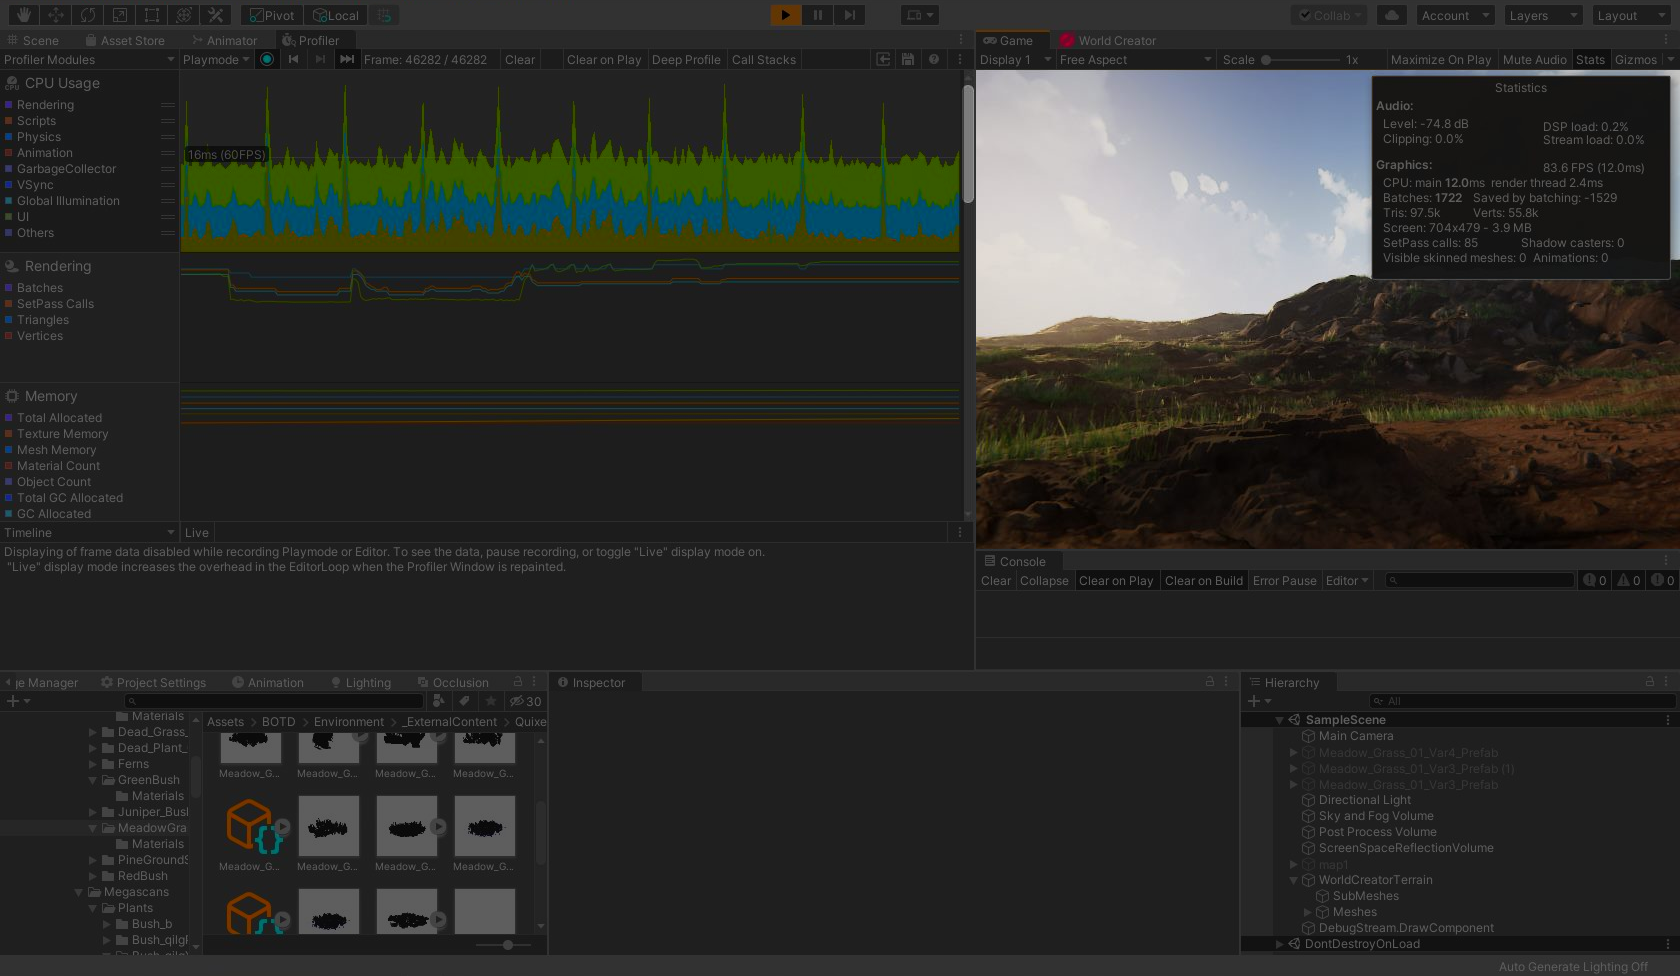 Pivot Local
Collab Account Layers Layout
Scene Asset Store Animator Profiler
Profiler Modules Playmode Frame: 46282 / 46282 Clear Clear on Play Deep Profile Call Stacks
CPU Usage
Rendering
Scripts
Physics
Animation
GarbageCollector
VSync
Global Illumination
UI
Others
16ms (60FPS)
Rendering
Batches
SetPass Calls
Triangles
Vertices
Memory
Total Allocated
Texture Memory
Mesh Memory
Material Count
Object Count
Total GC Allocated
GC Allocated
Timeline Live
Displaying of frame data disabled while recording Playmode or Editor. To see the data, pause recording, or toggle "Live" display mode on.
"Live" display mode increases the overhead in the EditorLoop when the Profiler Window is repainted.
Game World Creator
Display 1 Free Aspect Scale 1x Maximize On Play Mute Audio Stats Gizmos
Statistics
Audio:
Level: -74.8 dB DSP load: 0.2%
Clipping: 0.0% Stream load: 0.0%
Graphics: 83.6 FPS (12.0ms)
CPU: main 12.0ms render thread 2.4ms
Batches: 1722 Saved by batching: -1529
Tris: 97.5k Verts: 55.8k
Screen: 704x479 - 3.9 MB
SetPass calls: 85 Shadow casters: 0
Visible skinned meshes: 0 Animations: 0
Console
Clear Collapse Clear on Play Clear on Build Error Pause Editor 0 0 0
ge Manager Project Settings Animation Lighting Occlusion
30
Materials
Dead_Grass_
Dead_Plant_
Ferns
GreenBush
Materials
Juniper_Bus
MeadowGra
Materials
PineGroundS
RedBush
Megascans
Plants
Bush_b
Bush_qilgf
Assets > BOTD > Environment > _ExternalContent > Quixe
Meadow_G... Meadow_G... Meadow_G... Meadow_G...
Meadow_G... Meadow_G... Meadow_G... Meadow_G...
Inspector
Hierarchy
All
SampleScene
Main Camera
Meadow_Grass_01_Var4_Prefab
Meadow_Grass_01_Var3_Prefab (1)
Meadow_Grass_01_Var3_Prefab
Directional Light
Sky and Fog Volume
Post Process Volume
ScreenSpaceReflectionVolume
map1
WorldCreatorTerrain
SubMeshes
Meshes
DebugStream.DrawComponent
DontDestroyOnLoad
Auto Generate Lighting Off